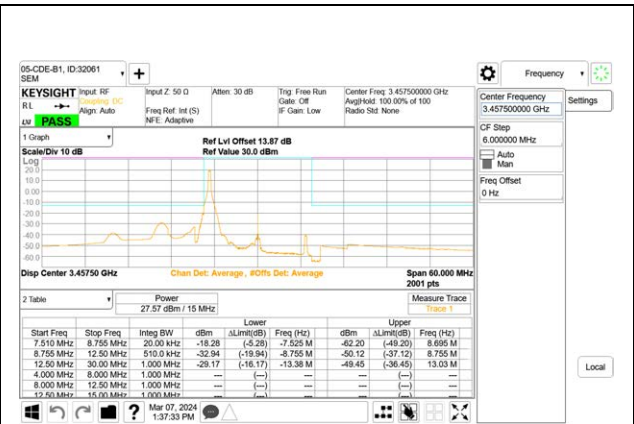 05-CDE-B1, ID:32061
SEM
Frequency
KEYSIGHT Input: RF Input Z: 50 Ω Atten: 30 dB Trig: Free Run Center Freq: 3.457500000 GHz
RL Coupling: DC Gate: Off Avg|Hold: 100.00% of 100
Align: Auto Freq Ref: Int (S) IF Gain: Low Radio Std: None
PASS NFE: Adaptive
Center Frequency
3.457500000 GHz
Settings
CF Step
6.000000 MHz
Auto
Man
Freq Offset
0 Hz
1 Graph
Ref Lvl Offset 13.87 dB
Scale/Div 10 dB Ref Value 30.0 dBm
Log
20.0
10.0
0.00
-10.0
-20.0
-30.0
-40.0
-50.0
-60.0
Disp Center 3.45750 GHz Chan Det: Average , #Offs Det: Average Span 60.000 MHz
2001 pts
2 Table Power Measure Trace
27.57 dBm / 15 MHz Trace 1
Lower Upper
Start Freq Stop Freq Integ BW dBm ΔLimit(dB) Freq (Hz) dBm ΔLimit(dB) Freq (Hz)
7.510 MHz 8.755 MHz 20.00 kHz -18.28 (-5.28) -7.525 M -62.20 (-49.20) 8.695 M
8.755 MHz 12.50 MHz 510.0 kHz -32.94 (-19.94) -8.755 M -50.12 (-37.12) 8.755 M
12.50 MHz 30.00 MHz 1.000 MHz -29.17 (-16.17) -13.38 M -49.45 (-36.45) 13.03 M
4.000 MHz 8.000 MHz 1.000 MHz --- (---) --- --- (---) ---
8.000 MHz 12.50 MHz 1.000 MHz --- (---) --- --- (---) ---
12.50 MHz 15.00 MHz 1.000 MHz --- (---) --- --- (---) ---
Local
Mar 07, 2024
1:37:33 PM